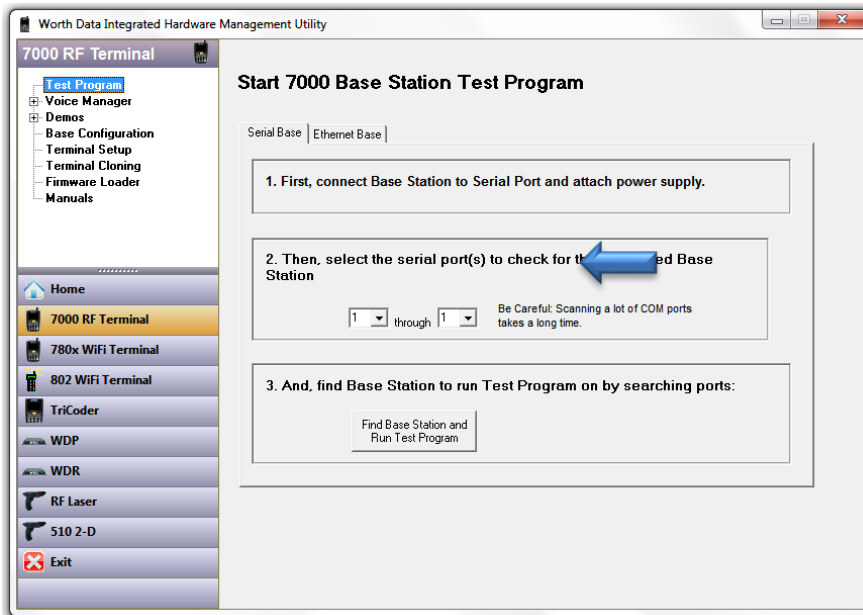 Worth Data Integrated Hardware Management Utility
7000 RF Terminal
Test Program
Voice Manager
Demos
Base Configuration
Terminal Setup
Terminal Cloning
Firmware Loader
Manuals
Home
7000 RF Terminal
780x WiFi Terminal
802 WiFi Terminal
TriCoder
WDP
WDR
RF Laser
510 2-D
Exit
Start 7000 Base Station Test Program
Serial Base
Ethernet Base
1. First, connect Base Station to Serial Port and attach power supply.
2. Then, select the serial port(s) to check for Base
Station
1 through 1
Be Careful: Scanning a lot of COM ports
takes a long time.
3. And, find Base Station to run Test Program on by searching ports:
Find Base Station and
Run Test Program